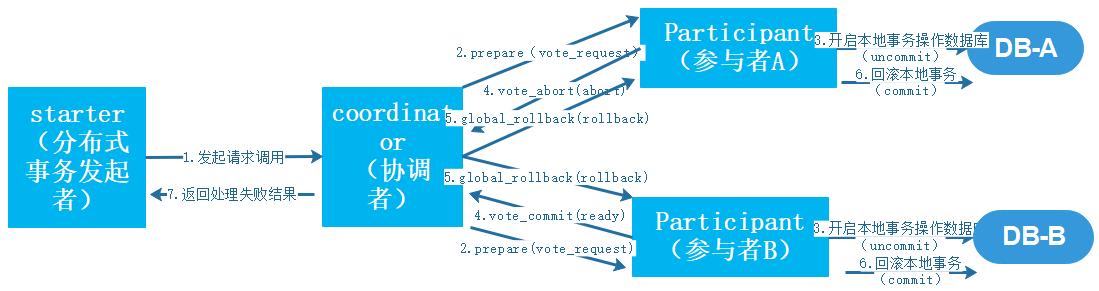 starter
（分布式
事务发起
者）
1.发起请求调用
7.返回处理失败结果
coordinat
or
（协调
者）
2.prepare（vote_request)
4.vote_abort(abort)
5.global_rollback(rollback)
5.global_rollback(rollback)
4.vote_commit(ready)
2.prepare(vote_request)
Participant
（参与者A）
3.开启本地事务操作数据库
（uncommit）
6.回滚本地事务
（commit）
DB-A
Participant
（参与者B）
3.开启本地事务操作数据
（uncommit）
6.回滚本地事务
（commit）
DB-B